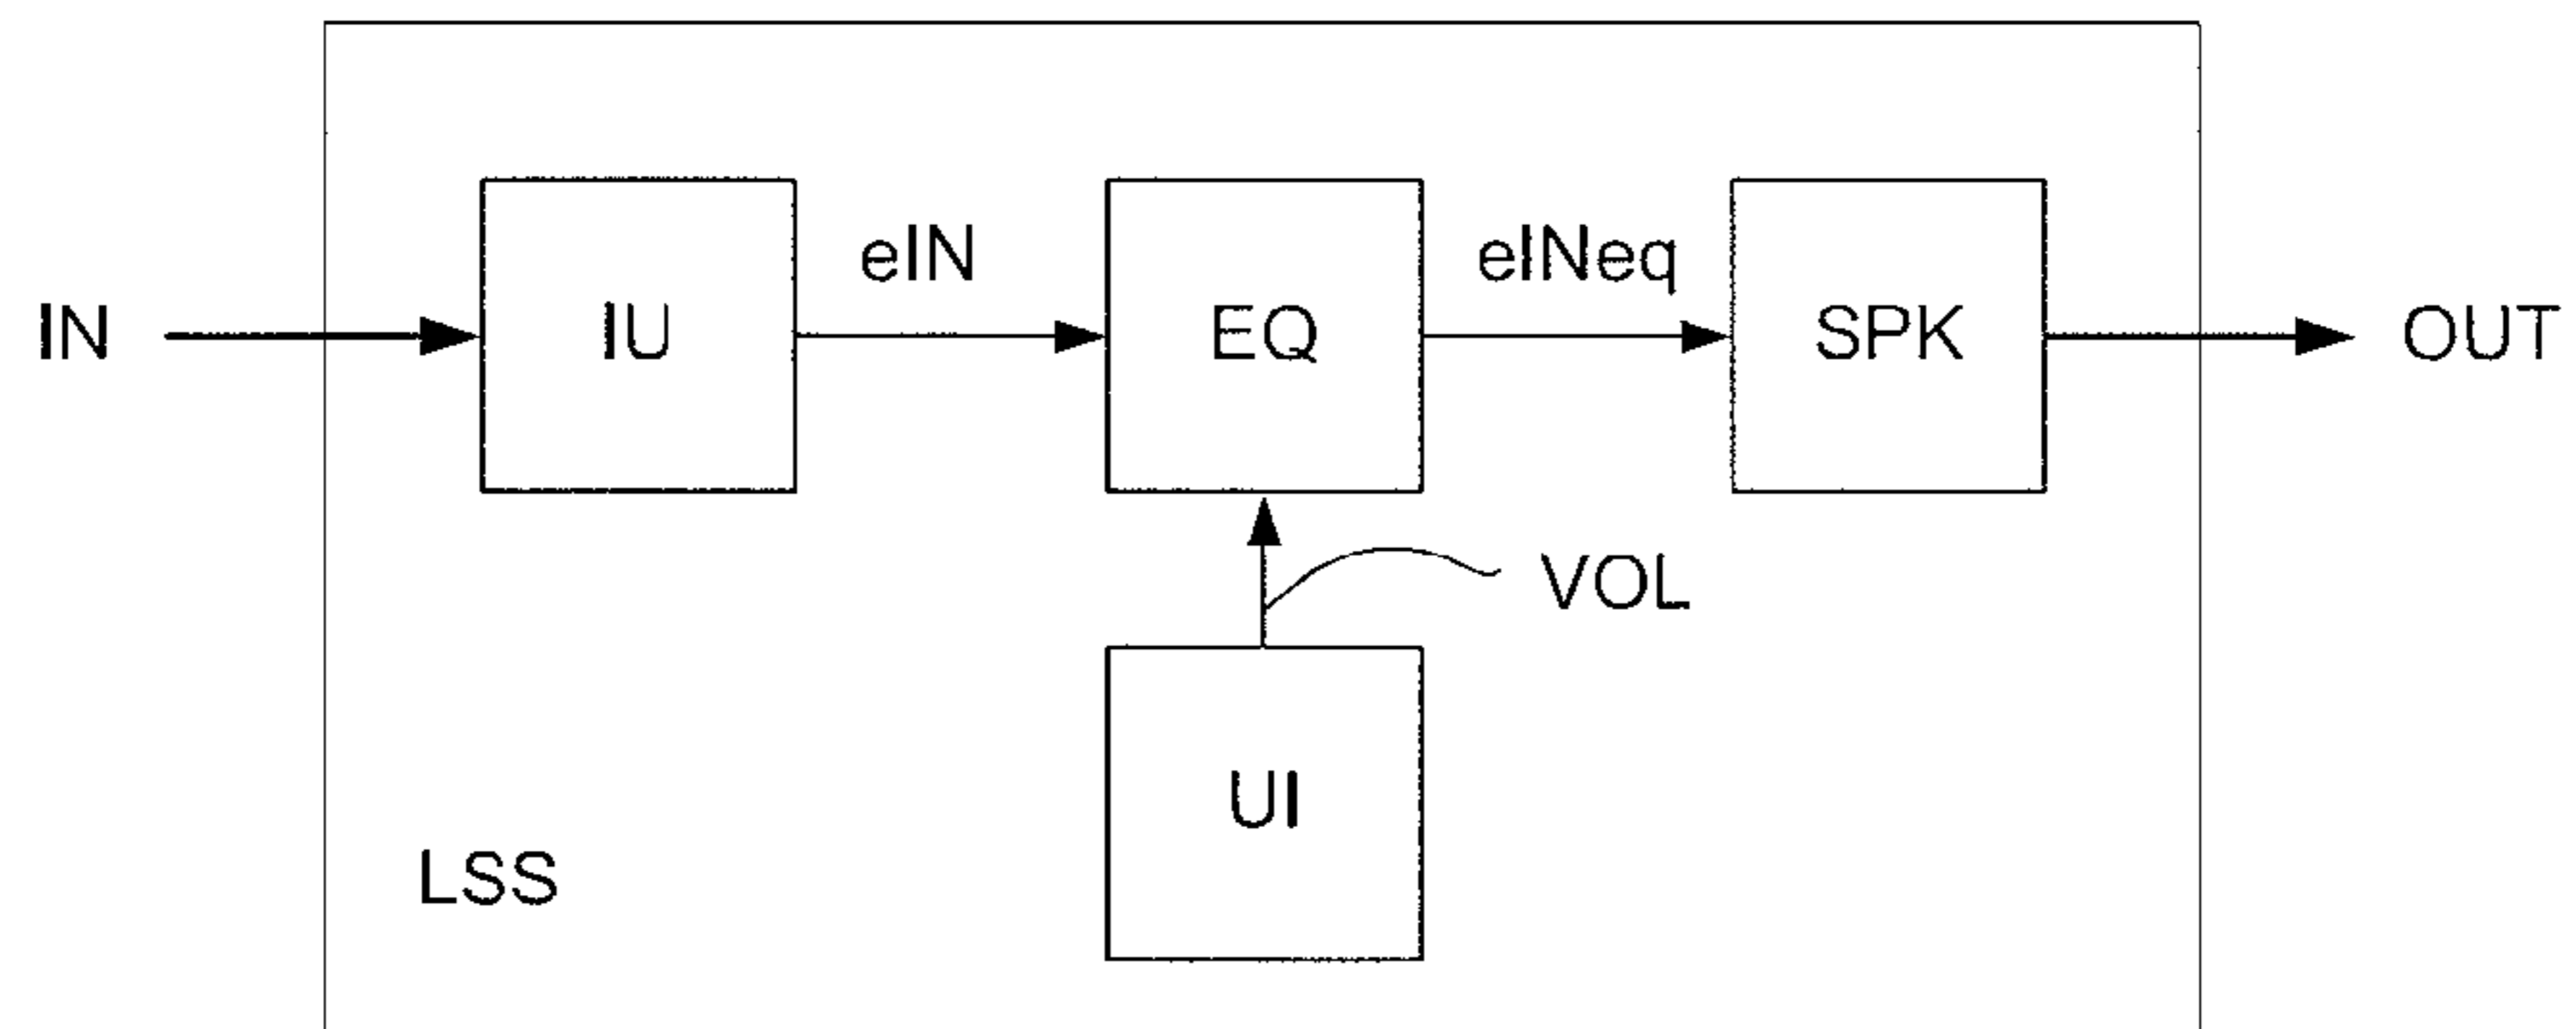 eIN
eINeq
IN
IU
EQ
SPK
OUT
VOL
UI
LSS